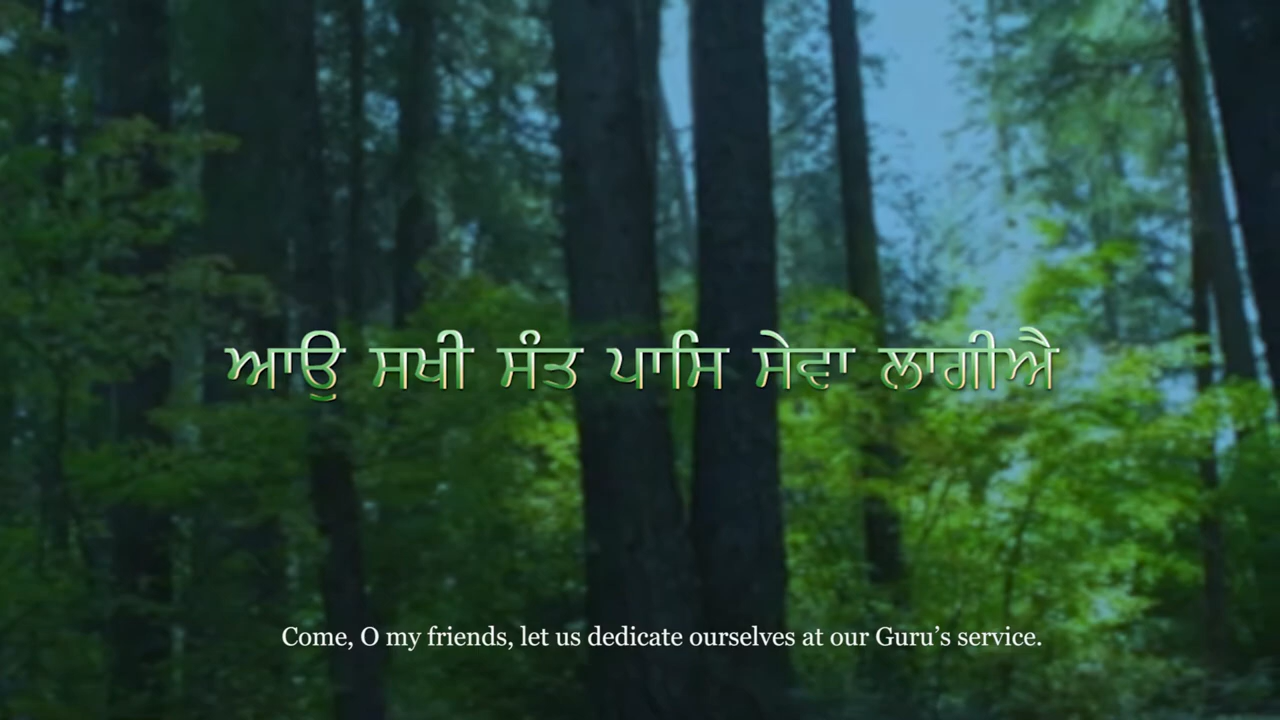 ਆਉ ਸਖੀ ਸੰਤ ਪਾਸਿ ਸੇਵਾ ਲਾਗੀਐ
Come, O my friends, let us dedicate ourselves at our Guru’s service.